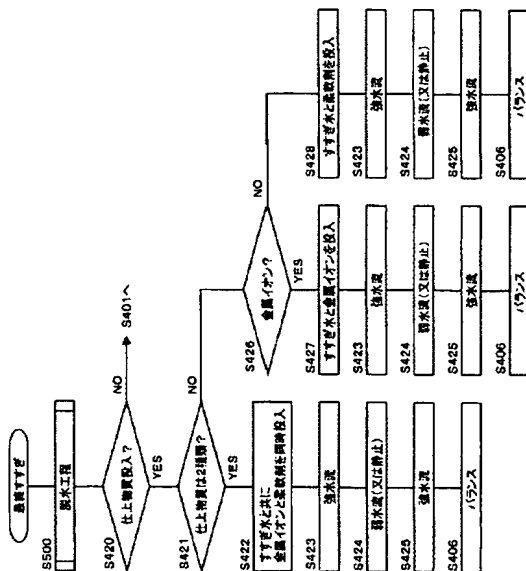 最終すすぎ
S500
脱水工程
S420
仕上物質投入?
NO
S401へ
YES
S421
仕上物質は2種類?
NO
YES
S422
すすぎ水と共に
金属イオンと柔軟剤を同時投入
S423
強水流
S424
弱水流(又は静止)
S425
強水流
S406
バランス
S426
金属イオン?
NO
YES
S427
すすぎ水と金属イオンを投入
S423
強水流
S424
弱水流(又は静止)
S425
強水流
S406
バランス
S428
すすぎ水と柔軟剤を投入
S423
強水流
S424
弱水流(又は静止)
S425
強水流
S406
バランス